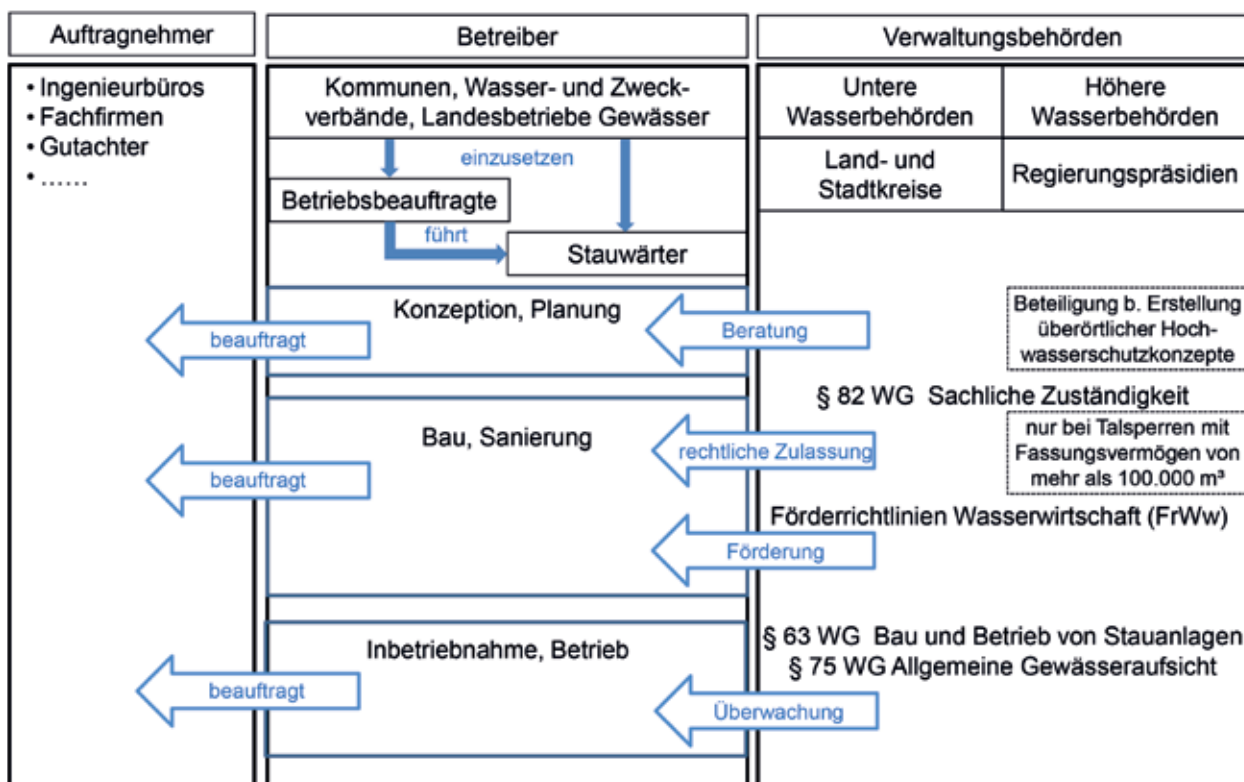 Auftragnehmer
Betreiber
Verwaltungsbehörden
• Ingenieurbüros
• Fachfirmen
• Gutachter
• ......
Kommunen, Wasser- und Zweck-
verbände, Landesbetriebe Gewässer
einzusetzen
Betriebsbeauftragte
führt
Stauwärter
Untere
Wasserbehörden
Höhere
Wasserbehörden
Land- und
Stadtkreise
Regierungspräsidien
Konzeption, Planung
beauftragt
Beratung
Beteiligung b. Erstellung
überörtlicher Hoch-
wasserschutzkonzepte
§ 82 WG Sachliche Zuständigkeit
Bau, Sanierung
beauftragt
rechtliche Zulassung
nur bei Talsperren mit
Fassungsvermögen von
mehr als 100.000 m³
Förderrichtlinien Wasserwirtschaft (FrWw)
Förderung
Inbetriebnahme, Betrieb
§ 63 WG Bau und Betrieb von Stauanlagen
§ 75 WG Allgemeine Gewässeraufsicht
beauftragt
Überwachung